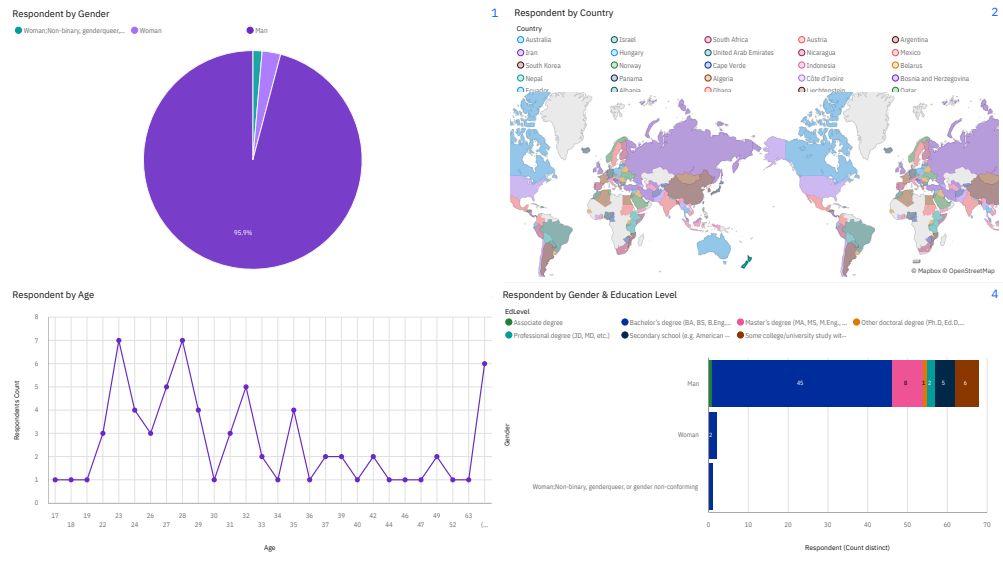 Respondent by Gender
1
Woman;Non-binary, genderqueer,...
Woman
Man
95.9%
Respondent by Country
2
Country
Australia
Israel
South Africa
Austria
Argentina
Iran
Hungary
United Arab Emirates
Nicaragua
Mexico
South Korea
Norway
Cape Verde
Indonesia
Belarus
Nepal
Panama
Algeria
Côte d'Ivoire
Bosnia and Herzegovina
Ecuador
Albania
Ghana
Liechtenstein
Qatar
© Mapbox © OpenStreetMap
Respondent by Age
Respondents Count
8
7
6
5
4
3
2
1
0
17
19
23
26
28
30
32
34
36
39
42
46
49
63
18
22
24
27
29
31
33
35
37
40
44
47
52
(...
Age
Respondent by Gender & Education Level
4
EdLevel
Associate degree
Bachelor's degree (BA, BS, B.Eng....
Master's degree (MA, MS, M.Eng., ...
Other doctoral degree (Ph.D, Ed.D....
Professional degree (JD, MD, etc.)
Secondary school (e.g. American ...
Some college/university study wit...
Gender
Man
45
8
1
2
5
6
Woman
2
Woman;Non-binary, genderqueer, or gender non-conforming
0
10
20
30
40
50
60
70
Respondent (Count distinct)